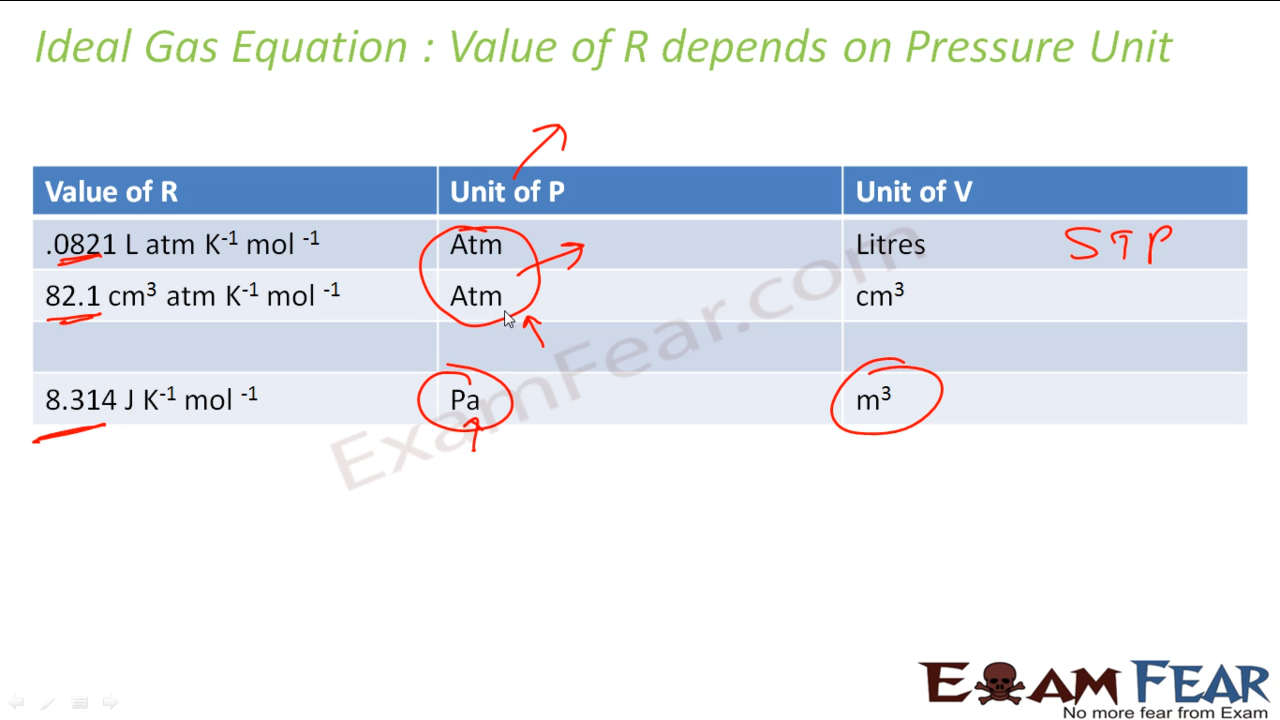 Ideal Gas Equation : Value of R depends on Pressure Unit
Value of R Unit of P Unit of V
.0821 L atm K⁻¹ mol ⁻¹ Atm Litres STP
82.1 cm³ atm K⁻¹ mol ⁻¹ Atm cm³
8.314 J K⁻¹ mol ⁻¹ Pa m³
ExamFear.com
EXAM FEAR
No more fear from Exam